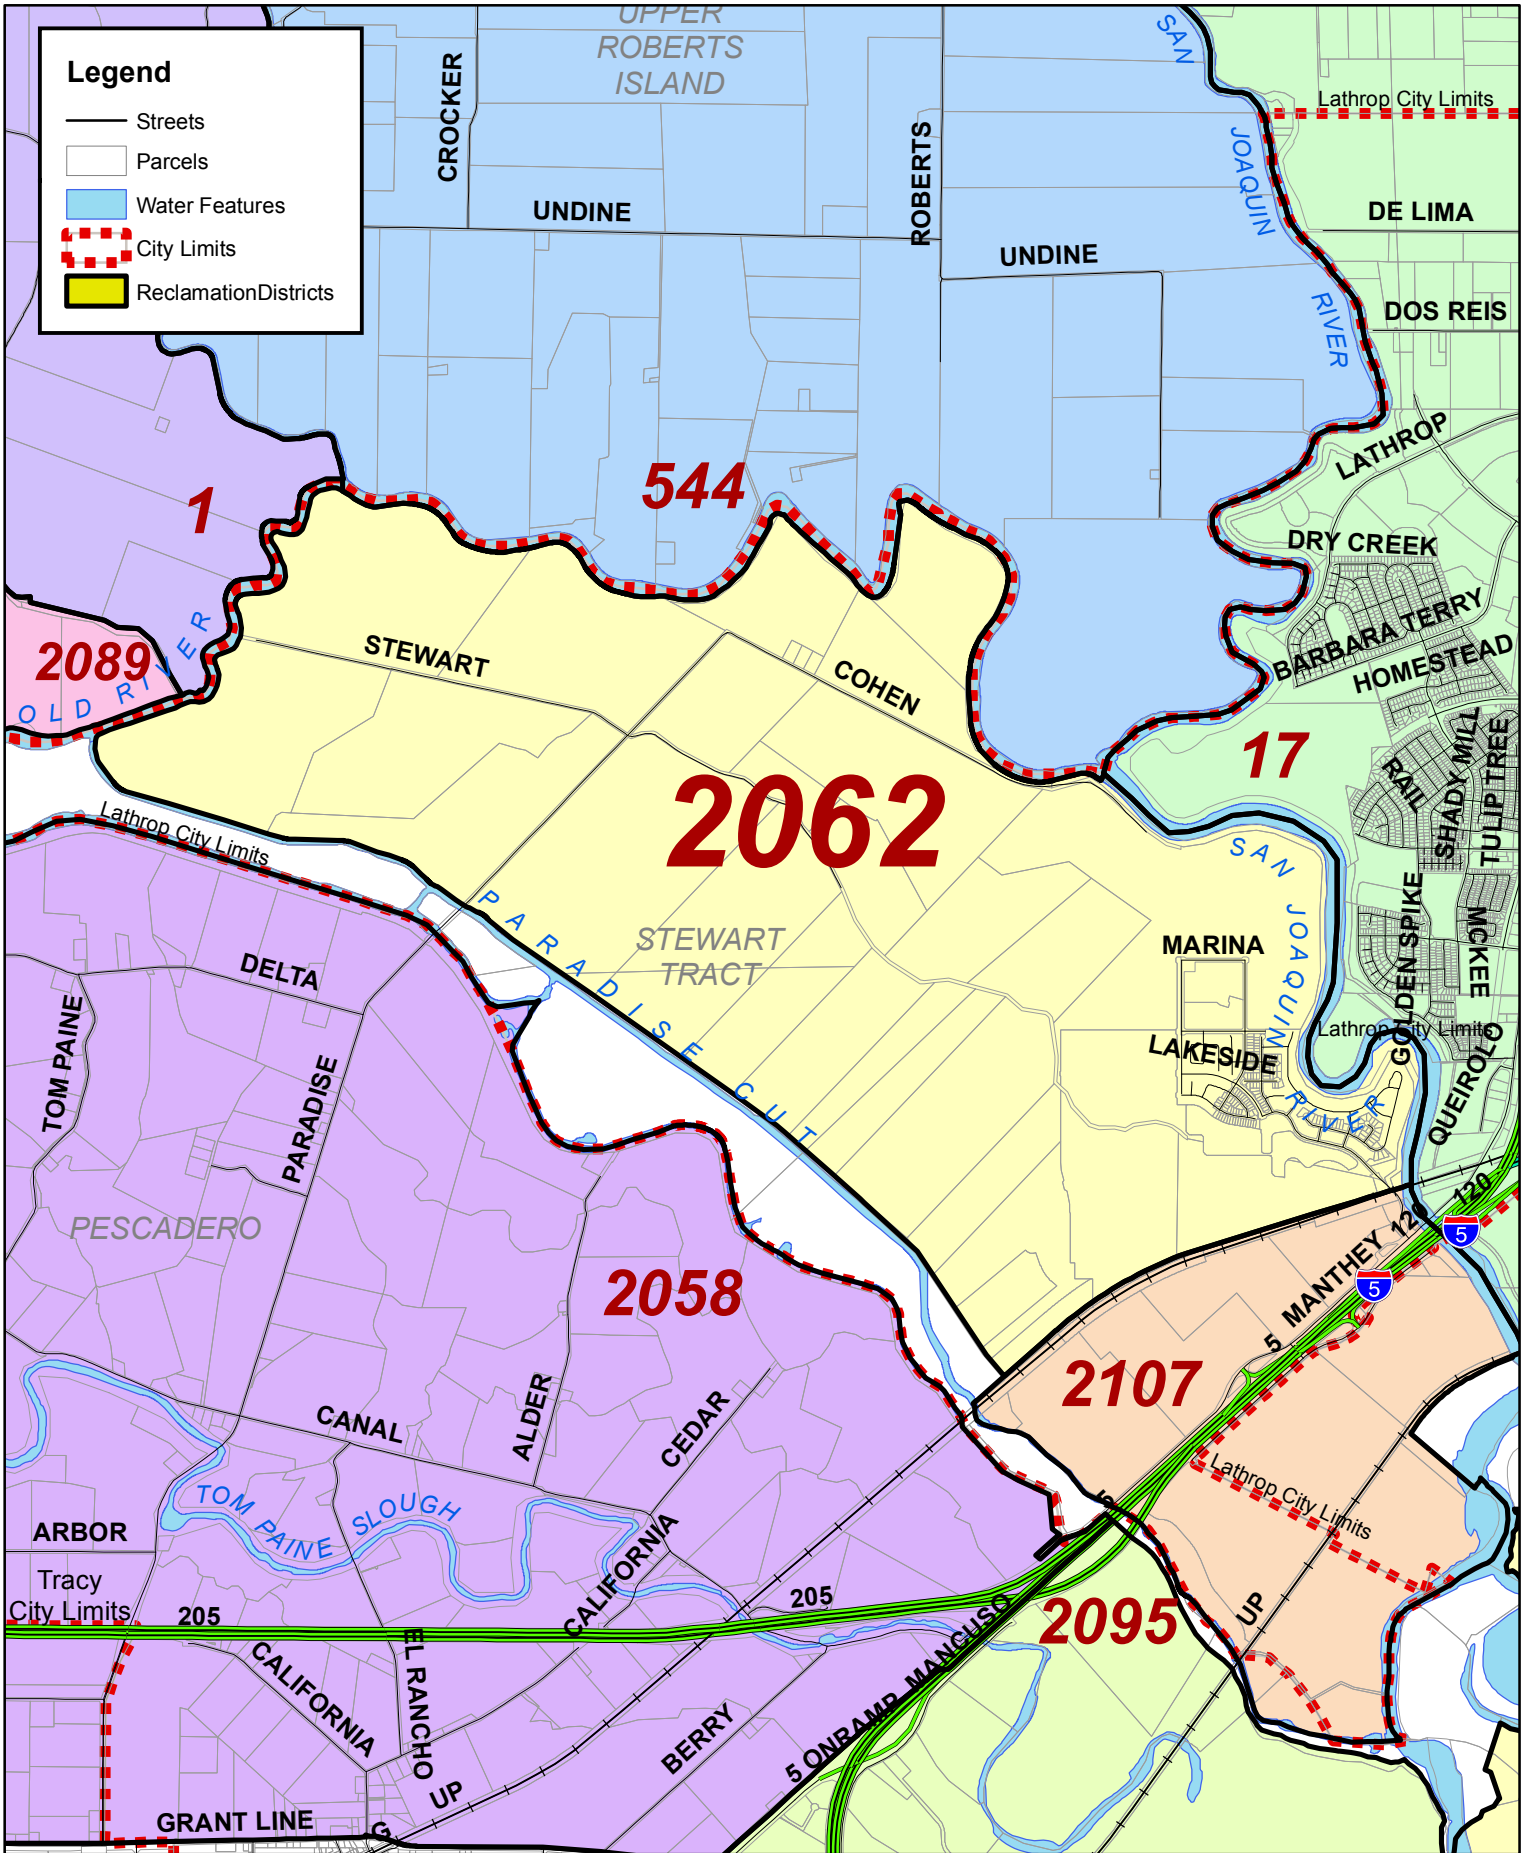 Legend
Streets
Parcels
Water Features
City Limits
ReclamationDistricts
UPPER
ROBERTS
ISLAND
CROCKER
UNDINE
ROBERTS
UNDINE
SAN
JOAQUIN
RIVER
Lathrop City Limits
DE LIMA
DOS REIS
LATHROP
544
1
DRY CREEK
BARBARA TERRY
HOMESTEAD
2089
OLD RIVER
STEWART
COHEN
17
RAIL
SHADY MILL
TULIP TREE
2062
Lathrop City Limits
SAN
JOAQUIN
RIVER
PARADISE CUT
STEWART
TRACT
MARINA
GOLDEN SPIKE
MCKEE
Lathrop City Limits
LAKESIDE
QUEIROLO
DELTA
TOM PAINE
PARADISE
PESCADERO
2058
120
120
5
5
MANTHEY
5
2107
CANAL
ALDER
CEDAR
Lathrop City Limits
5
TOM PAINE SLOUGH
ARBOR
CALIFORNIA
Tracy
City Limits
205
205
2095
UP
MANCUSO
CALIFORNIA
EL RANCHO
BERRY
5 ONRAMP
UP
GRANT LINE
G